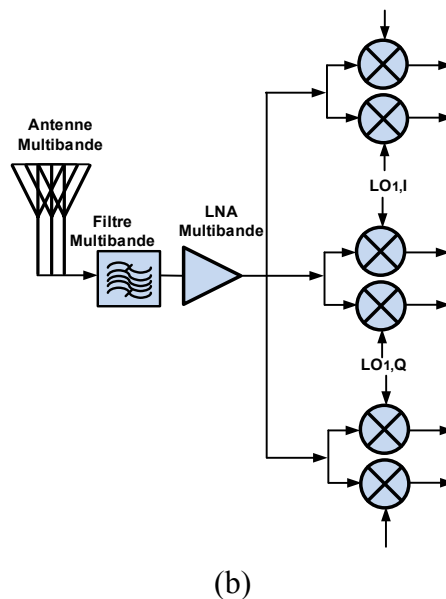 Antenne
Multibande
Filtre
Multibande
LNA
Multibande
LO1,I
LO1,Q
(b)